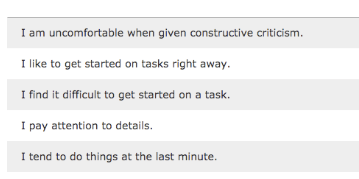 I am uncomfortable when given constructive criticism.
I like to get started on tasks right away.
I find it difficult to get started on a task.
I pay attention to details.
I tend to do things at the last minute.